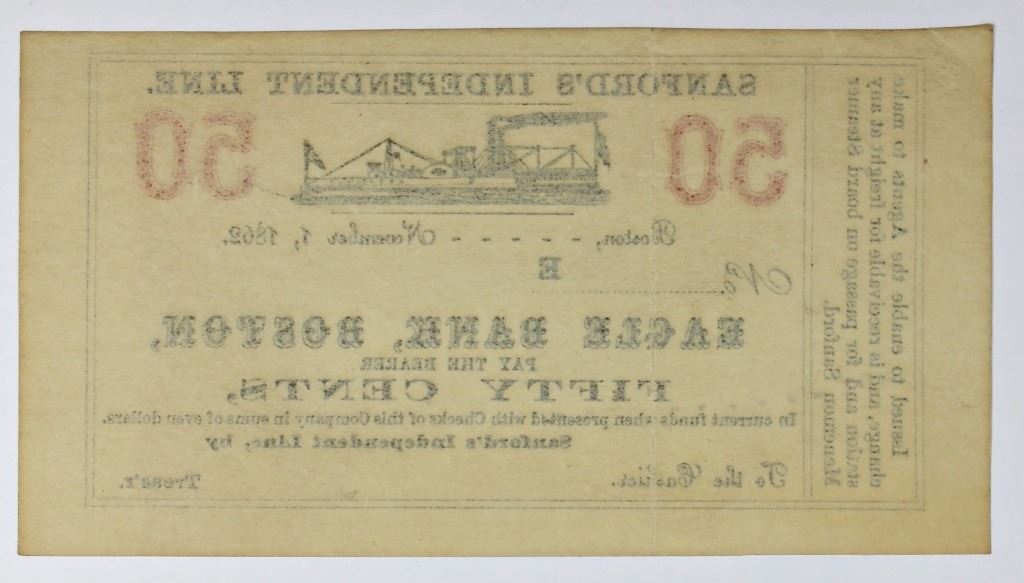 SANFORD'S INDEPENDENT LINE.
50 50
Boston, - - - - - November 1, 1862.
No. E
EAGLE BANK, BOSTON,
PAY THE BEARER
FIFTY CENTS,
In current funds when presented with Checks of this Company in sums of even dollars.
Sanford's Independent Line, by
To the Cashier. Treas'r.
Issued to enable the Agents to make
change and is receivable for freight at any
station and for passage on board Steamer
Menemon Sanford.